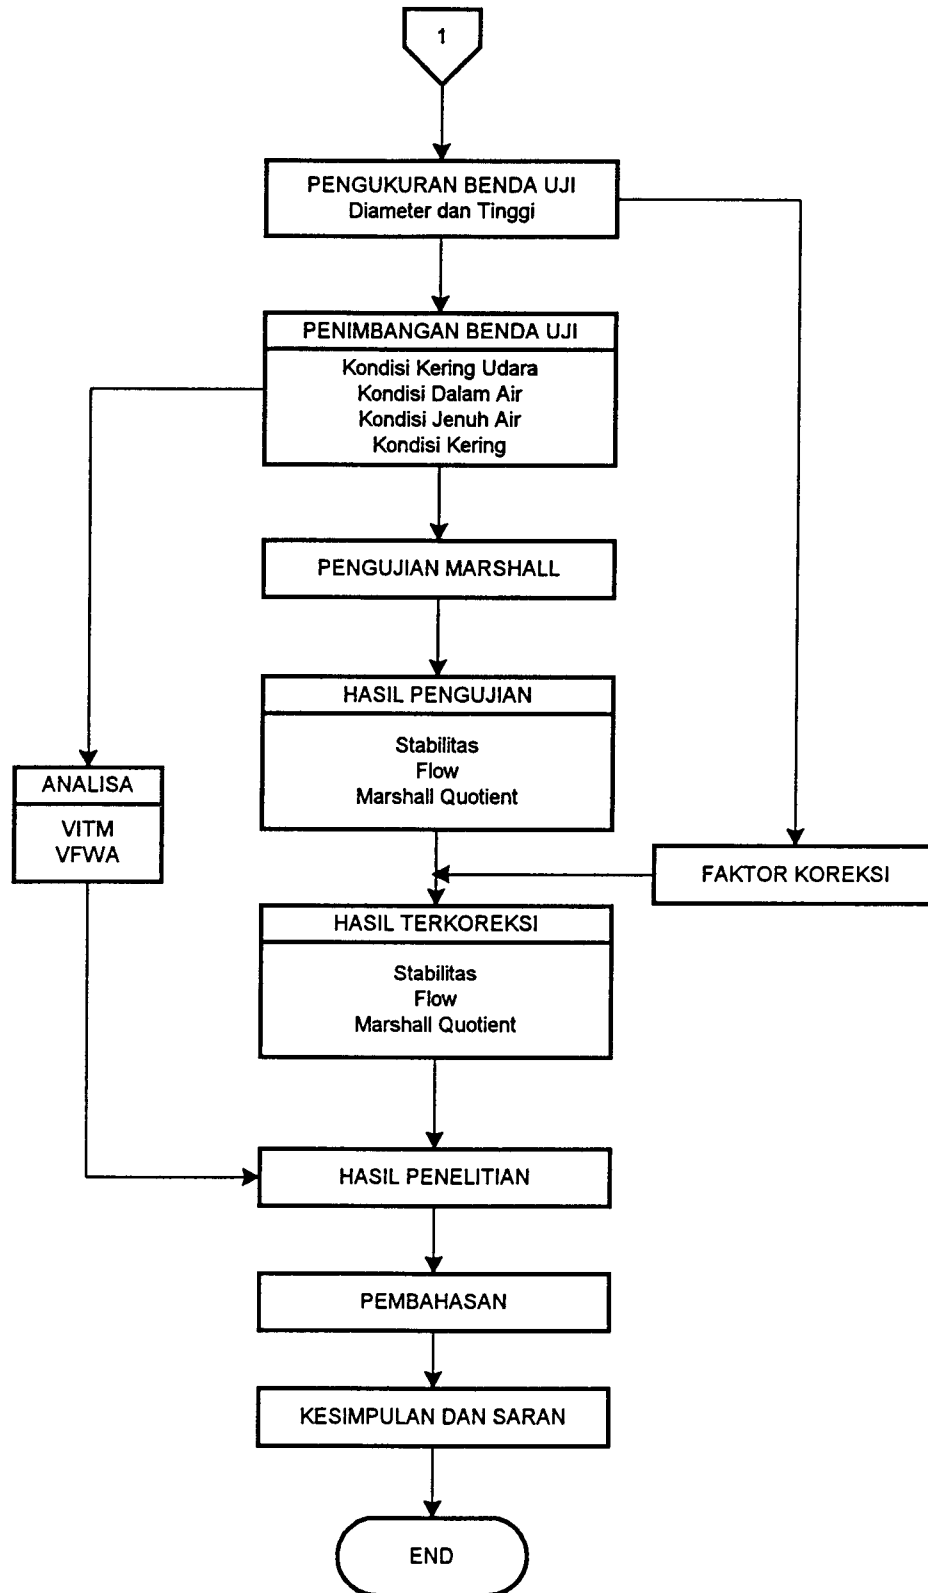 1
PENGUKURAN BENDA UJI
Diameter dan Tinggi
PENIMBANGAN BENDA UJI
Kondisi Kering Udara
Kondisi Dalam Air
Kondisi Jenuh Air
Kondisi Kering
PENGUJIAN MARSHALL
HASIL PENGUJIAN
Stabilitas
Flow
Marshall Quotient
ANALISA
VITM
VFWA
FAKTOR KOREKSI
HASIL TERKOREKSI
Stabilitas
Flow
Marshall Quotient
HASIL PENELITIAN
PEMBAHASAN
KESIMPULAN DAN SARAN
END